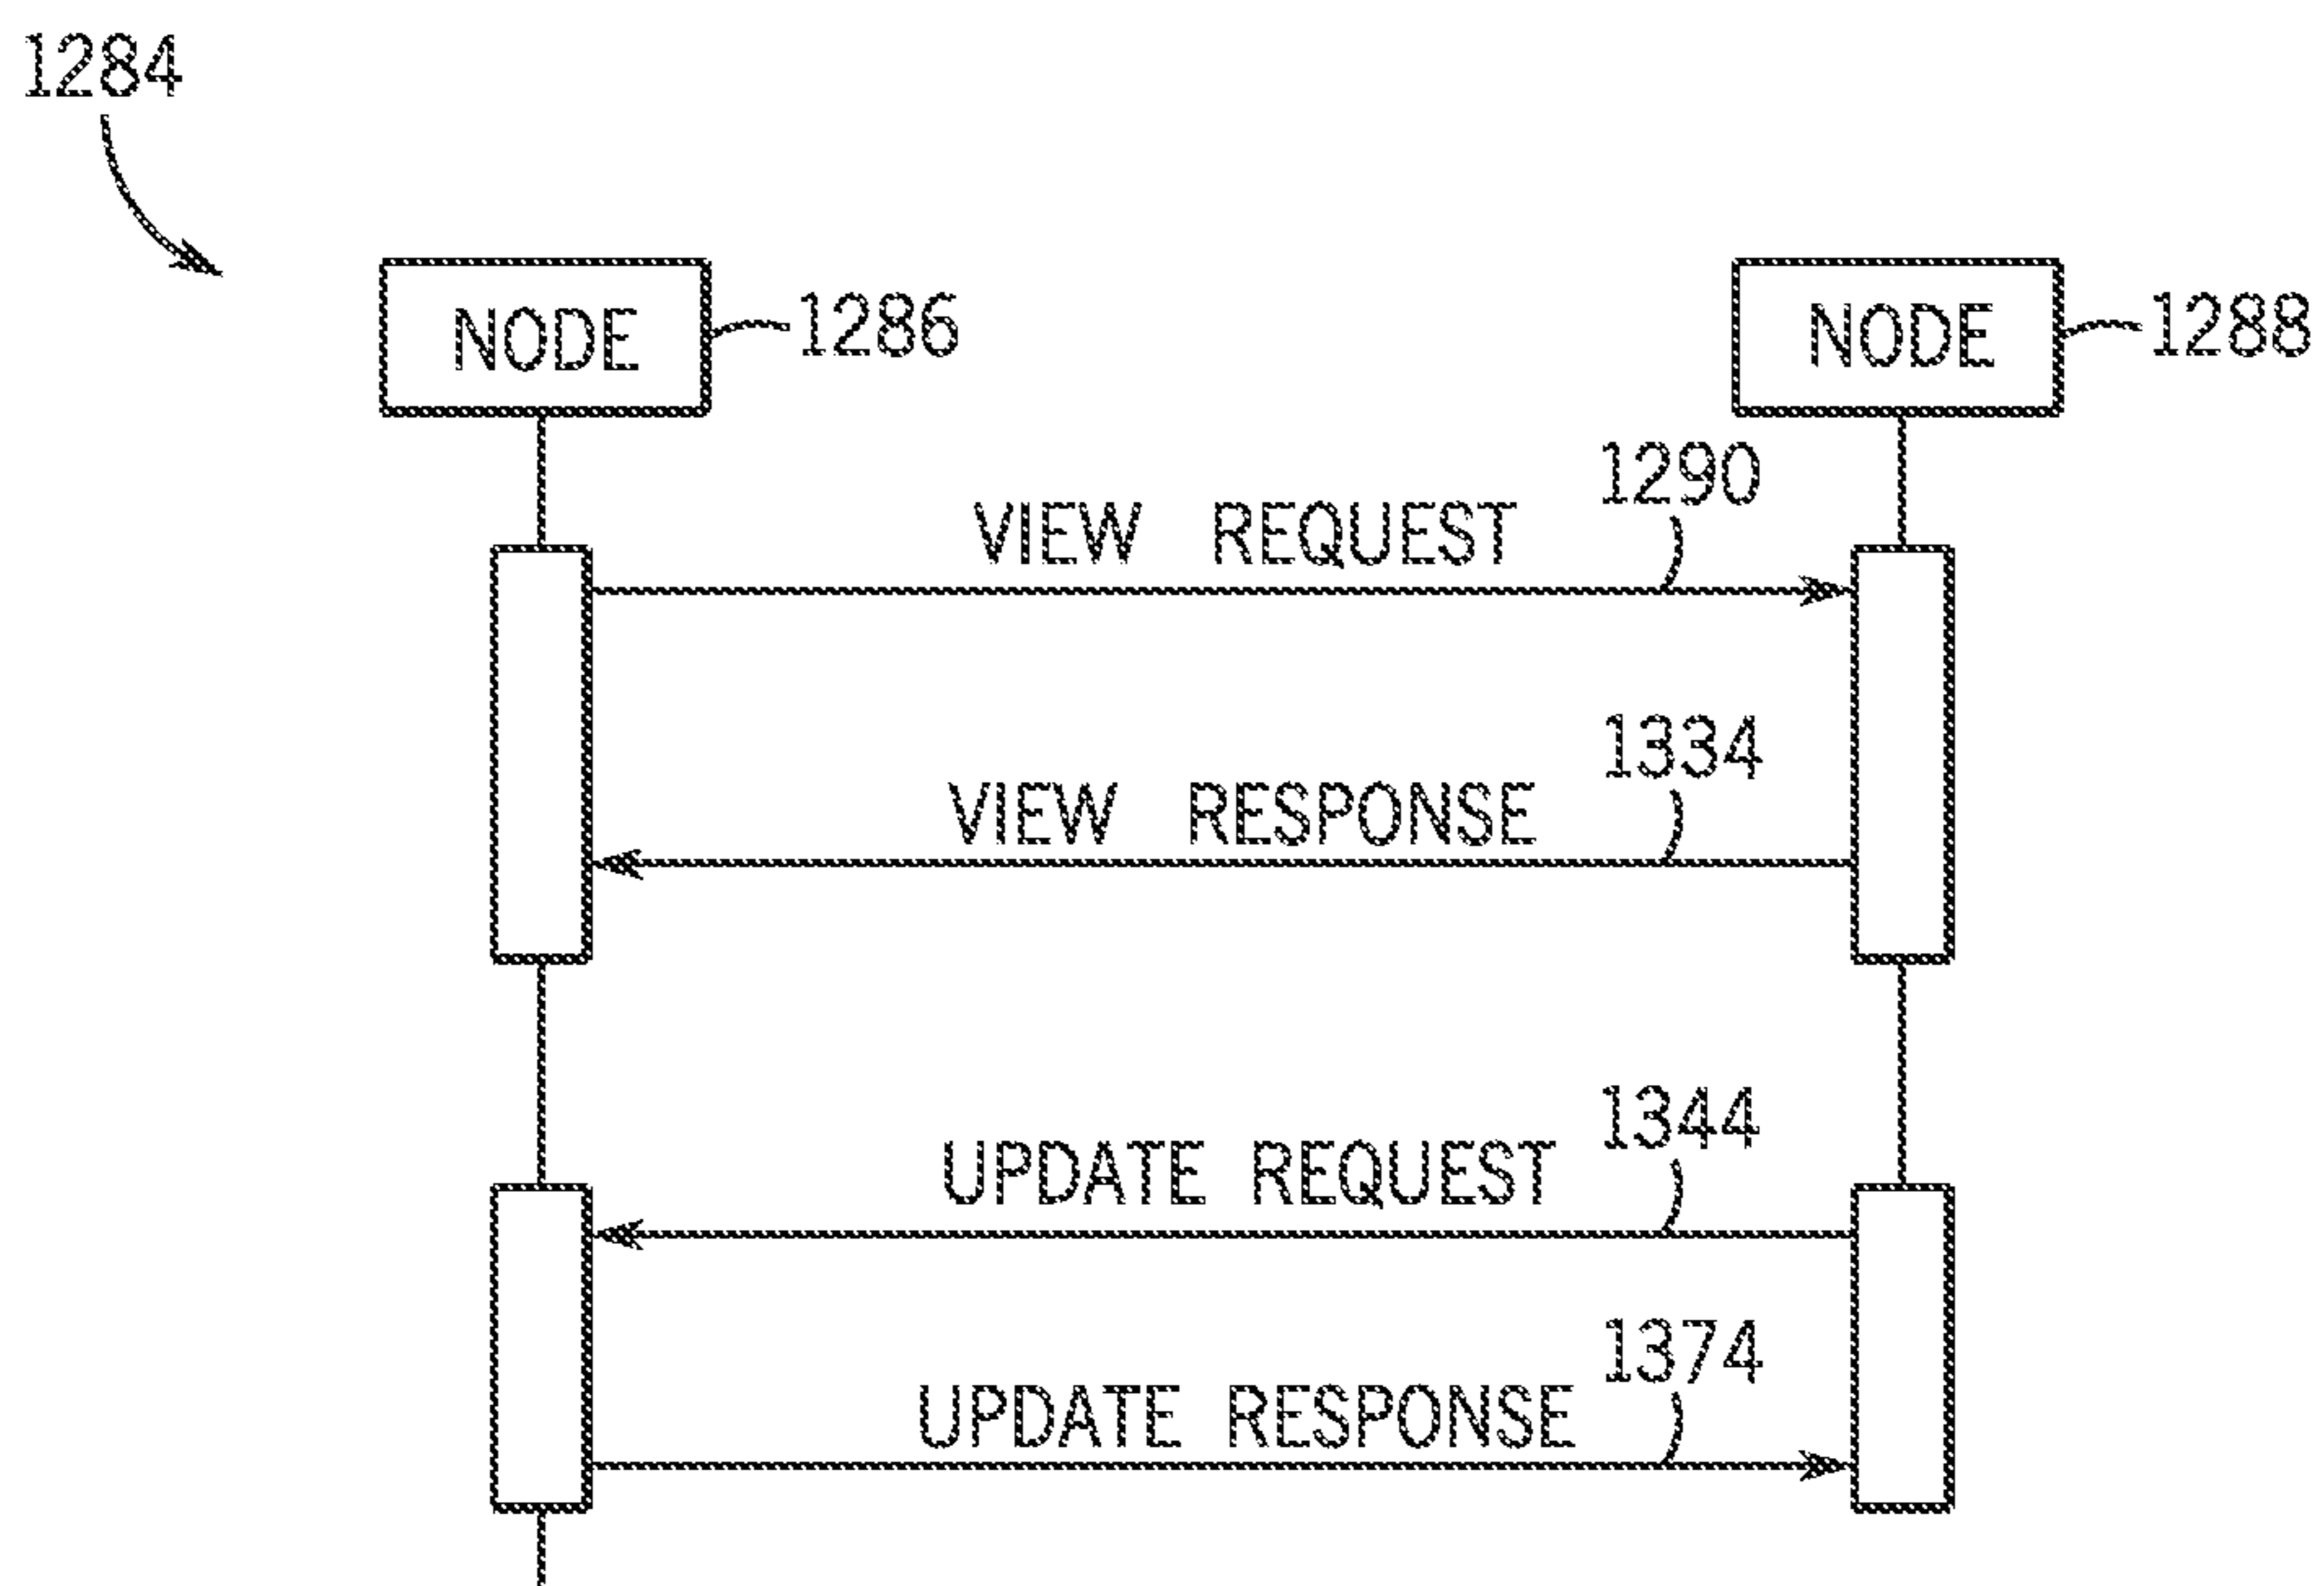 1284
NODE 1286
NODE 1288
1290
VIEW REQUEST
1334
VIEW RESPONSE
1344
UPDATE REQUEST
1374
UPDATE RESPONSE